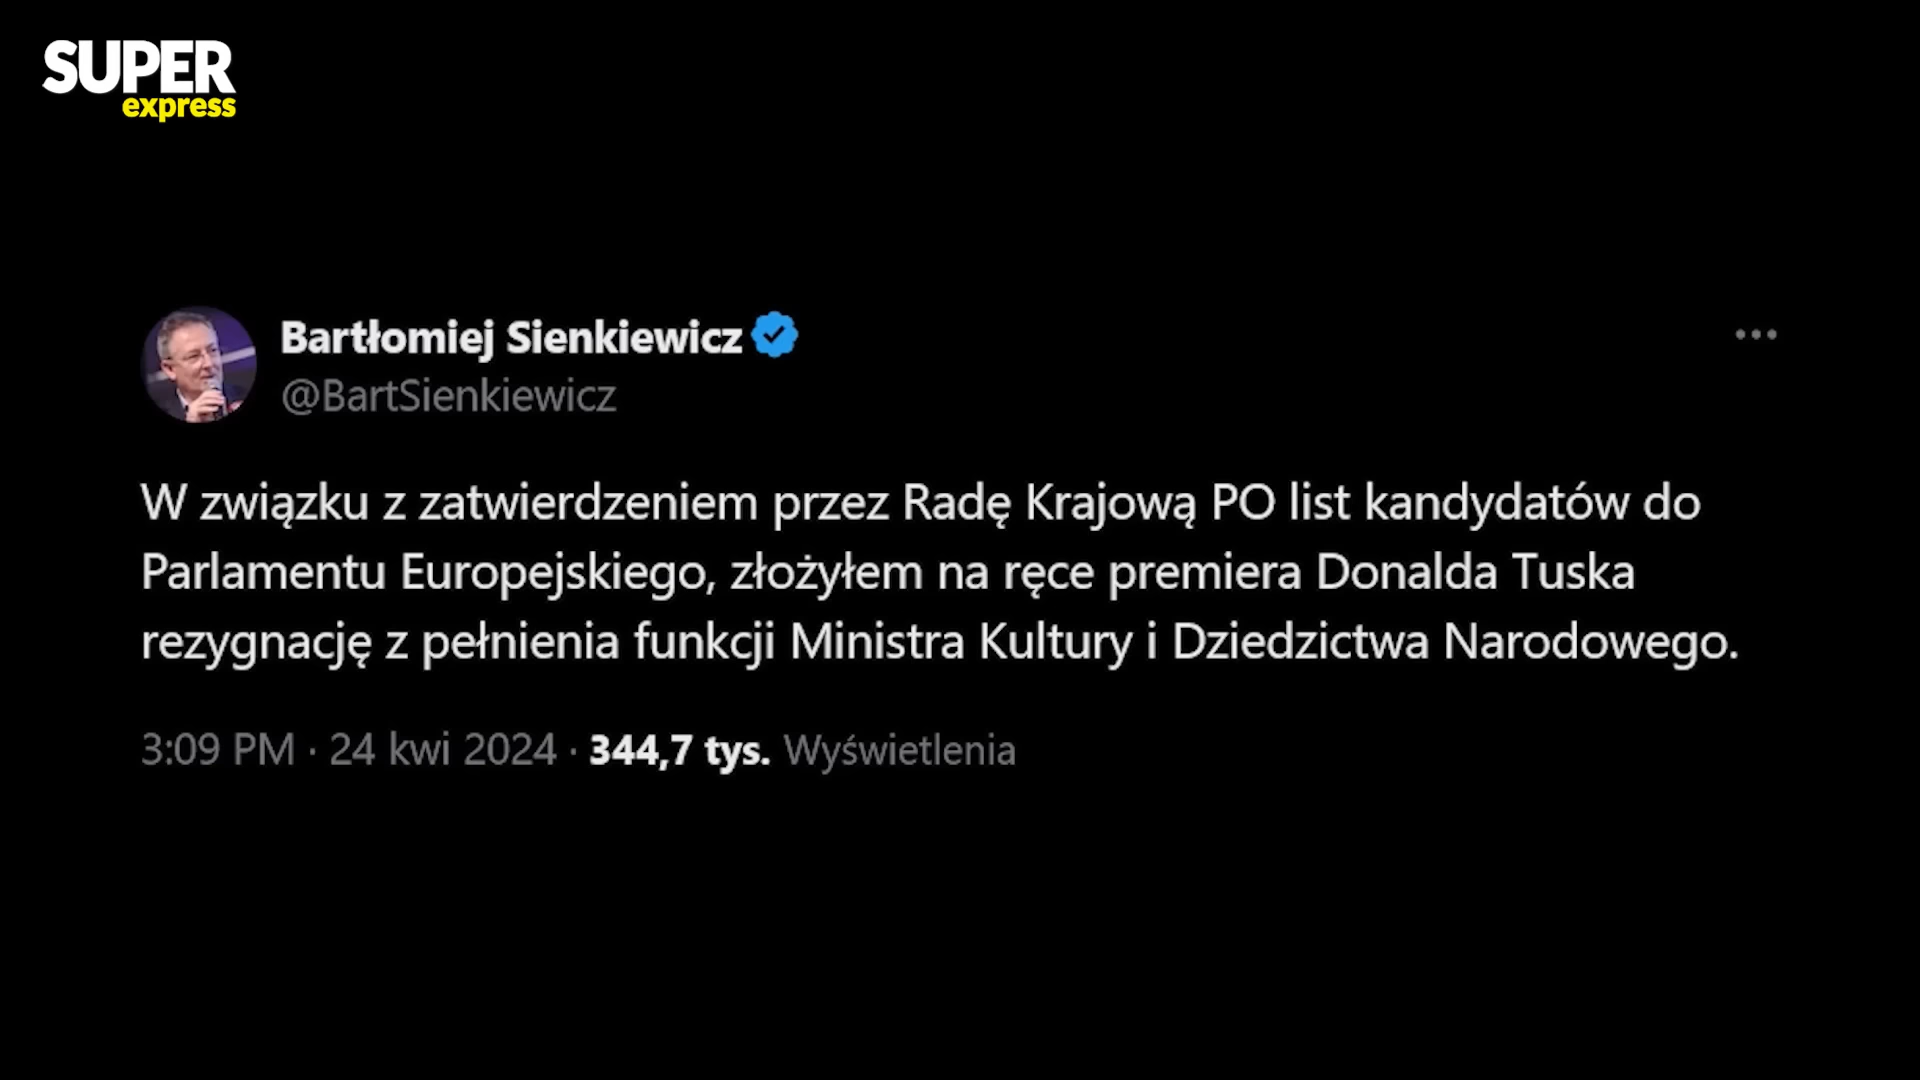 SUPER
express
Bartłomiej Sienkiewicz
@BartSienkiewicz
W związku z zatwierdzeniem przez Radę Krajową PO list kandydatów do
Parlamentu Europejskiego, złożyłem na ręce premiera Donalda Tuska
rezygnację z pełnienia funkcji Ministra Kultury i Dziedzictwa Narodowego.
3:09 PM · 24 kwi 2024 · 344,7 tys. Wyświetlenia